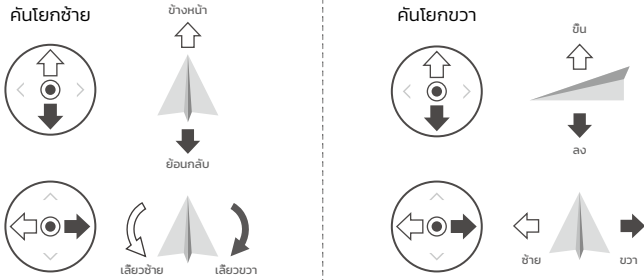 คันโยกซ้าย
ข้างหน้า
ย้อนกลับ
เลี้ยวซ้าย
เลี้ยวขวา
คันโยกขวา
ขึ้น
ลง
ซ้าย
ขวา